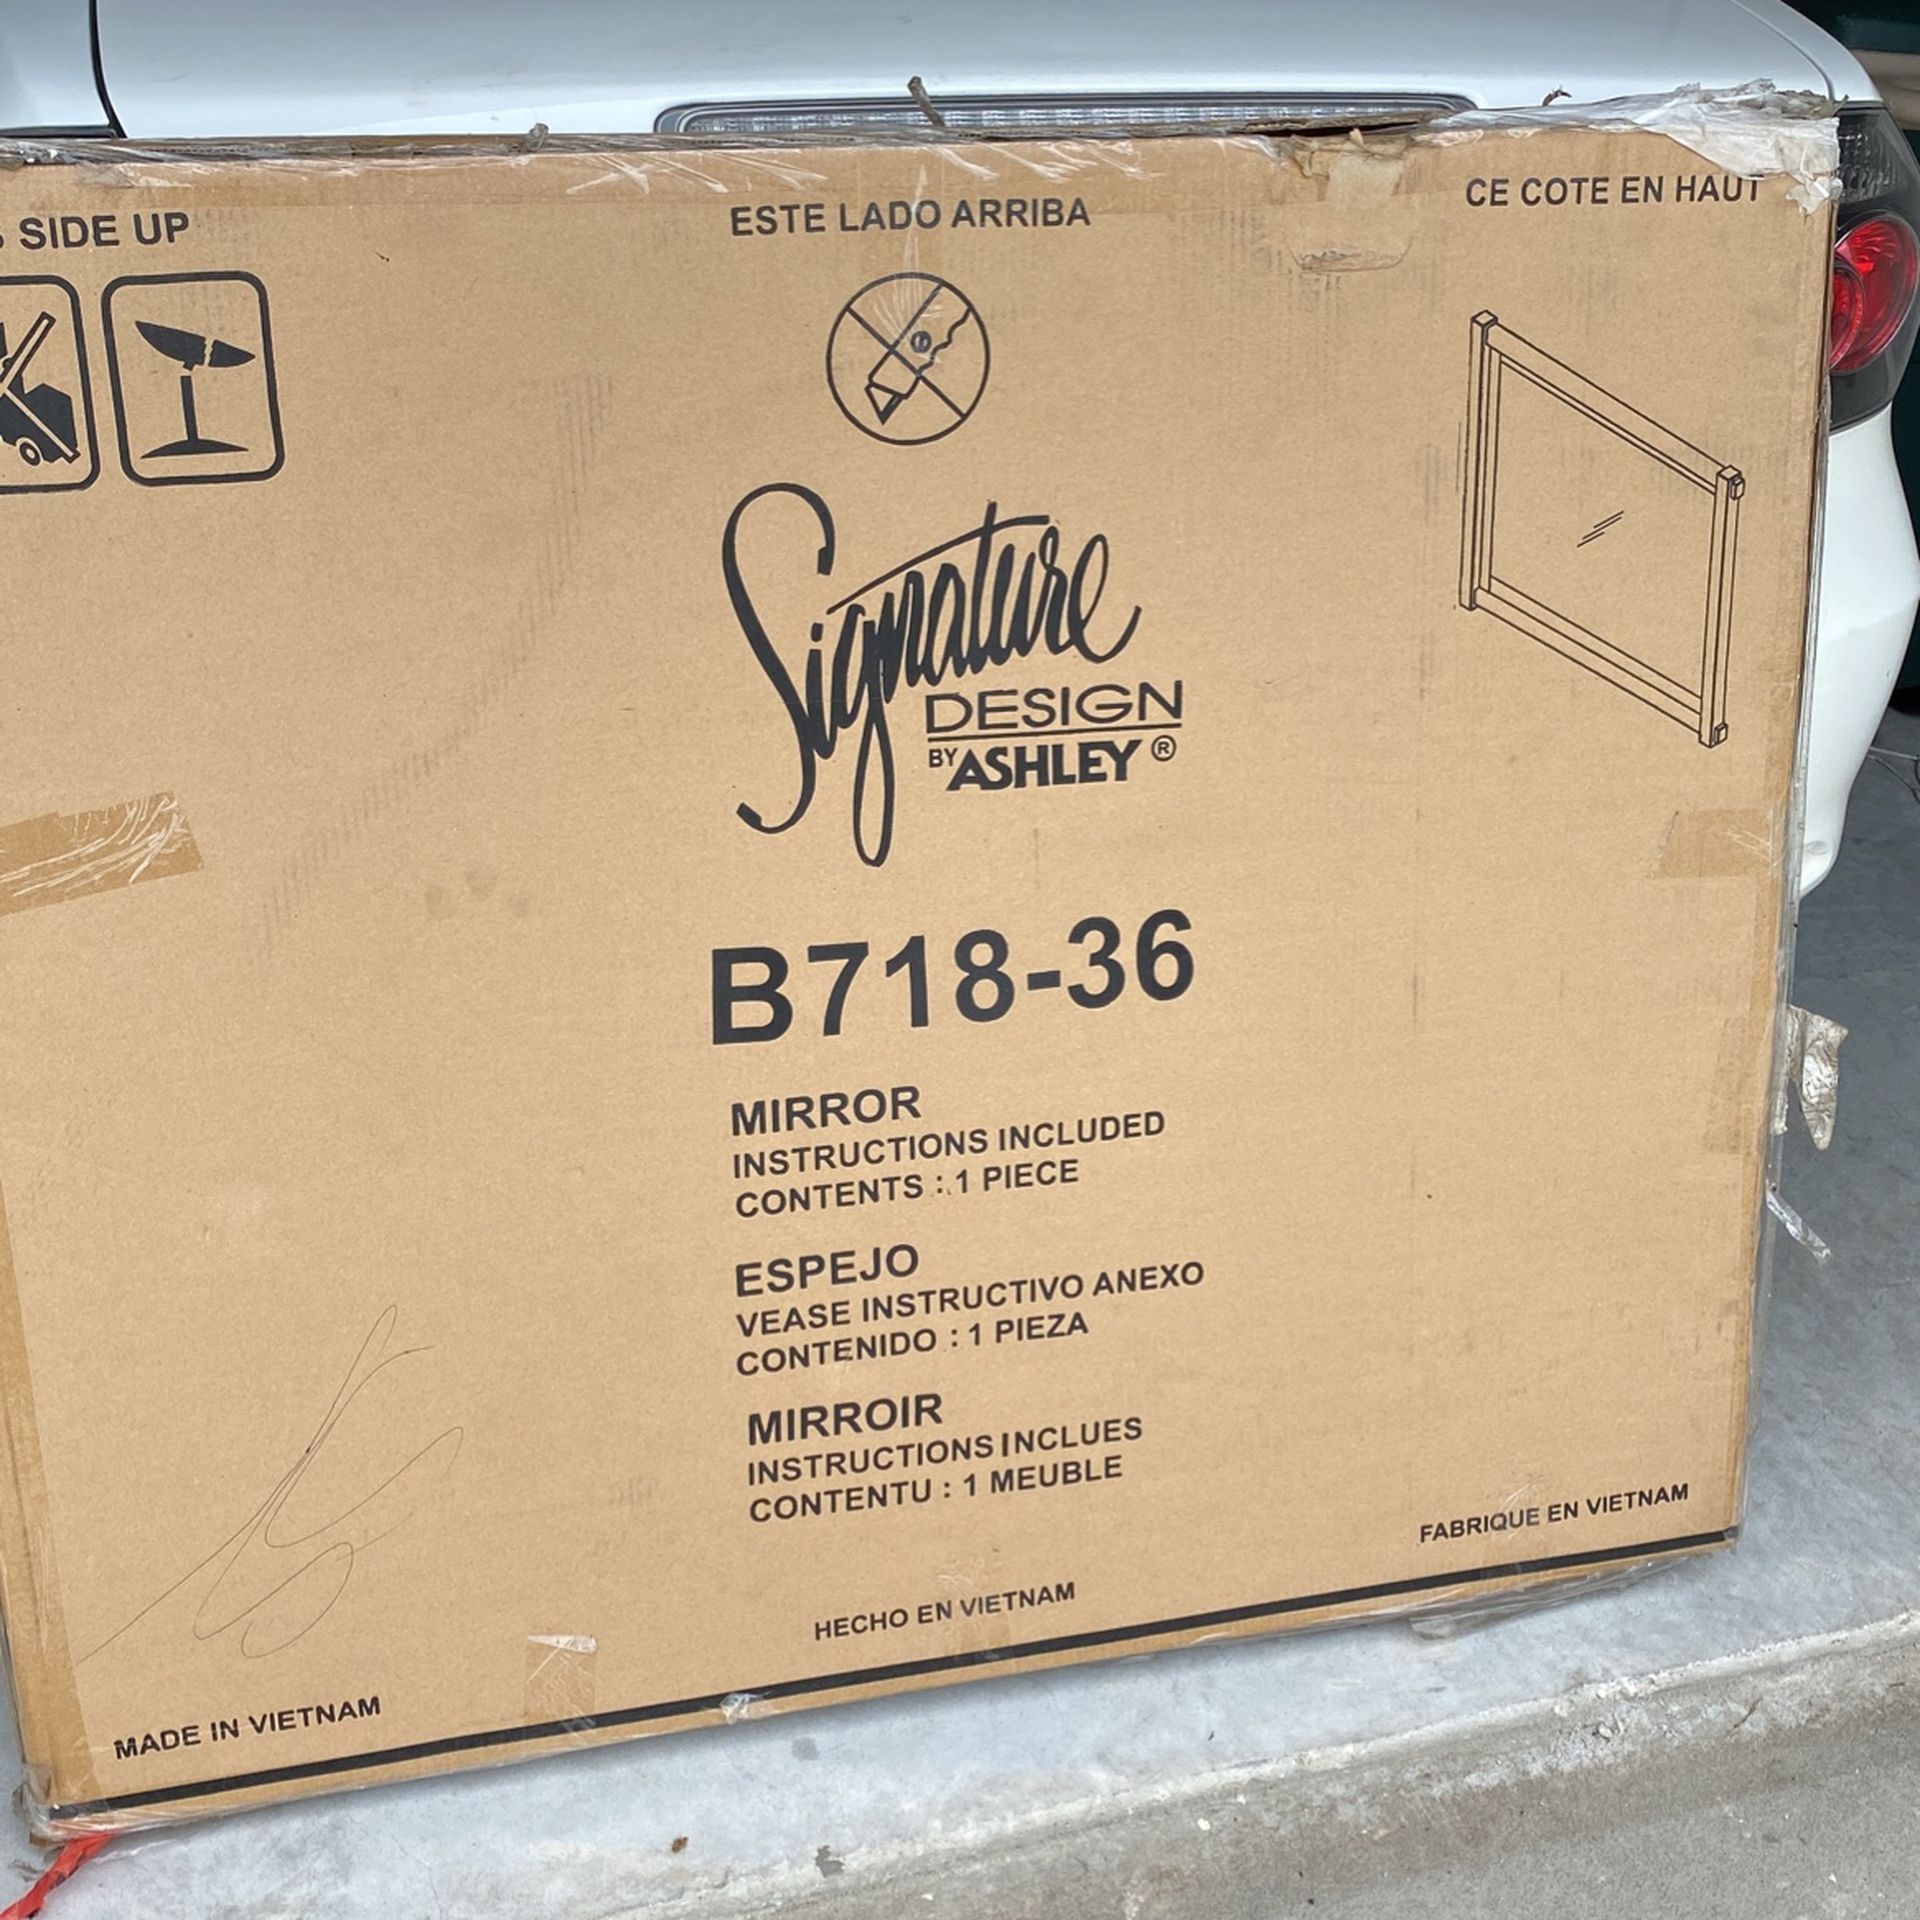 SIDE UP
ESTE LADO ARRIBA
CE COTE EN HAUT
Signature
DESIGN
BY ASHLEY ®
B718-36
MIRROR
INSTRUCTIONS INCLUDED
CONTENTS : 1 PIECE
ESPEJO
VEASE INSTRUCTIVO ANEXO
CONTENIDO : 1 PIEZA
MIRROIR
INSTRUCTIONS INCLUES
CONTENTU : 1 MEUBLE
FABRIQUE EN VIETNAM
HECHO EN VIETNAM
MADE IN VIETNAM